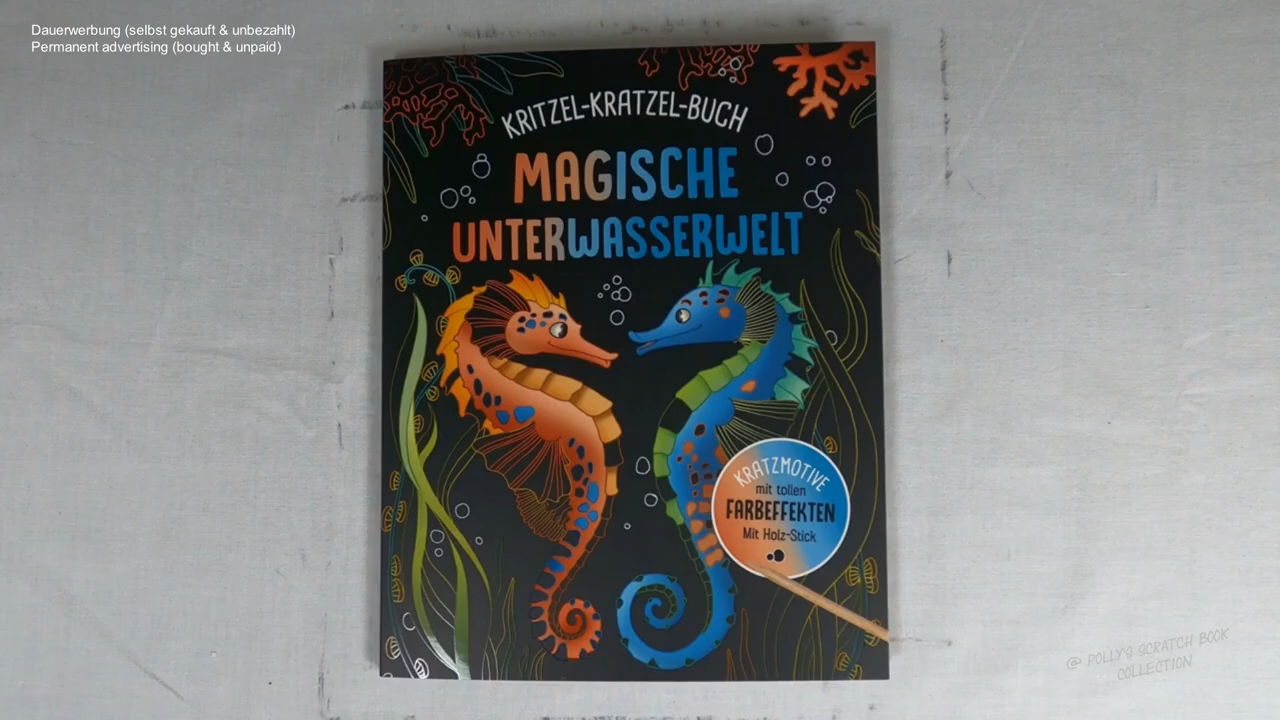 Dauerwerbung (selbst gekauft & unbezahlt)
Permanent advertising (bought & unpaid)
KRITZEL-KRATZEL-BUCH
MAGISCHE
UNTERWASSERWELT
KRATZMOTIVE
mit tollen
FARBEFFEKTEN
Mit Holz-Stick
@ ROLLY'S SCRATCH BOOK
COLLECTION